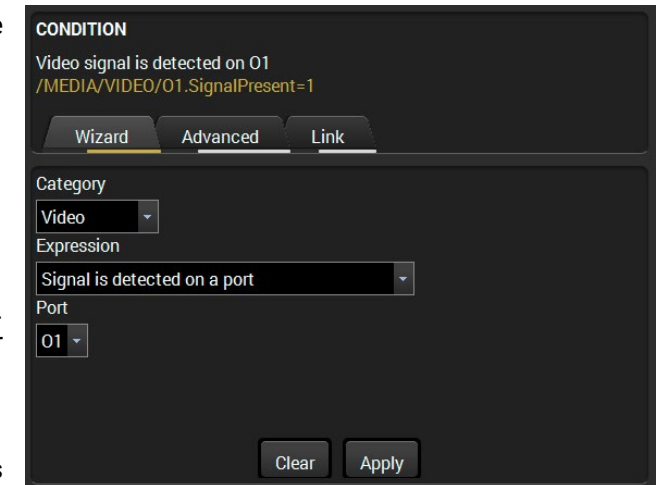 e
CONDITION
Video signal is detected on O1
/MEDIA/VIDEO/O1.SignalPresent=1
Wizard Advanced Link
Category
Video
Expression
Signal is detected on a port
Port
O1
s
Clear Apply